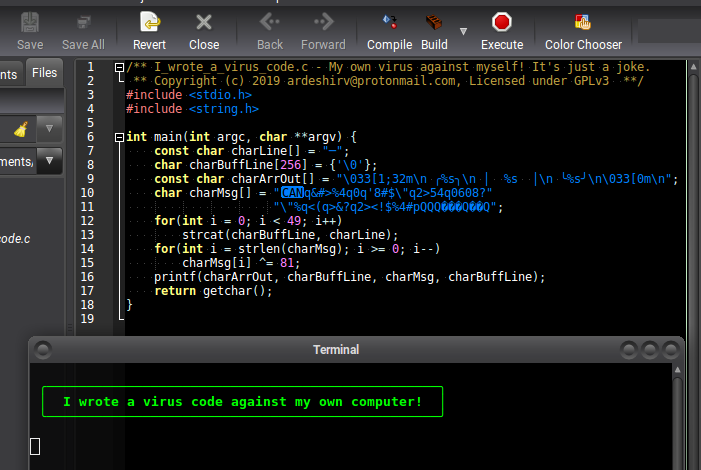 Save Save All Revert Close Back Forward Compile Build Execute Color Chooser
nts Files
1 /** I_wrote_a_virus_code.c - My own virus against myself! It's just a joke.
2 ** Copyright (c) 2019 ardeshirv@protonmail.com, Licensed under GPLv3 **/
3 #include <stdio.h>
4 #include <string.h>
5
6 int main(int argc, char **argv) {
7 const char charLine[] = "─";
8 char charBuffLine[256] = {'\0'};
9 const char charArrOut[] = "\033[1;32m\n ╭%s╮\n │ %s │\n ╰%s╯\n\033[0m\n";
10 char charMsg[] = "CANq&#>%4q0q'8#$\"q2>54q0608?"
11 "\"%q<(q>&?q2><!$%4#pQQQ���Q��Q";
12 for(int i = 0; i < 49; i++)
13 strcat(charBuffLine, charLine);
14 for(int i = strlen(charMsg); i >= 0; i--)
15 charMsg[i] ^= 81;
16 printf(charArrOut, charBuffLine, charMsg, charBuffLine);
17 return getchar();
18 }
19
ments/
code.c
Terminal
I wrote a virus code against my own computer!